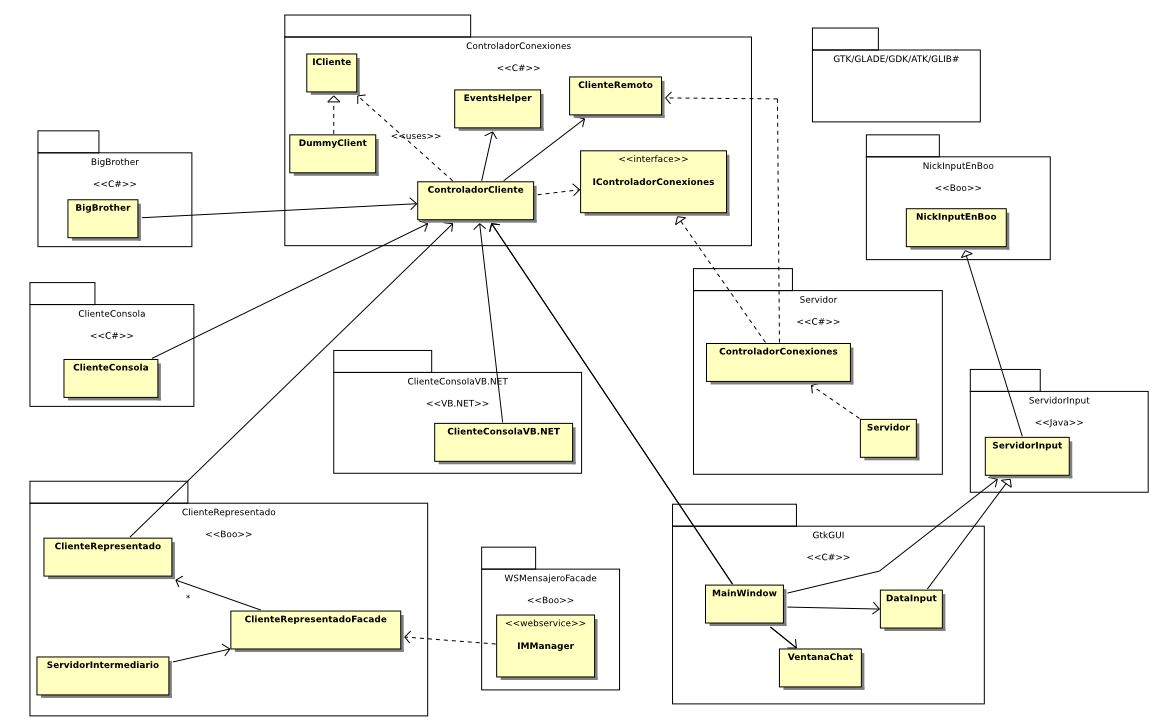 ControladorConexiones
<<C#>>
ICliente
EventsHelper
ClienteRemoto
DummyClient
<<uses>>
<<interface>>
IControladorConexiones
ControladorCliente
GTK/GLADE/GDK/ATK/GLIB#
BigBrother
<<C#>>
BigBrother
NickInputEnBoo
<<Boo>>
NickInputEnBoo
ClienteConsola
<<C#>>
ClienteConsola
ClienteConsolaVB.NET
<<VB.NET>>
ClienteConsolaVB.NET
Servidor
<<C#>>
ControladorConexiones
Servidor
ServidorInput
<<Java>>
ServidorInput
ClienteRepresentado
<<Boo>>
ClienteRepresentado
*
ClienteRepresentadoFacade
ServidorIntermediario
WSMensajeroFacade
<<Boo>>
<<webservice>>
IMManager
GtkGUI
<<C#>>
MainWindow
DataInput
VentanaChat